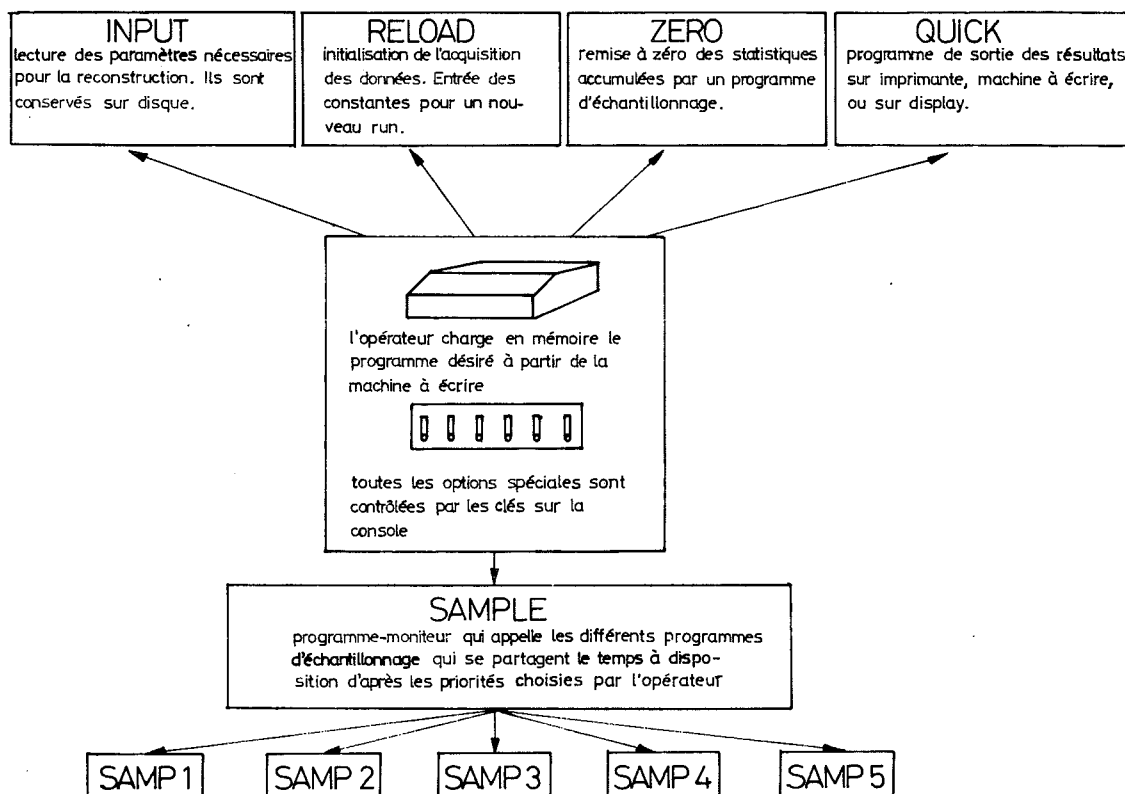 INPUT
lecture des paramètres nécessaires
pour la reconstruction. Ils sont
conservés sur disque.
RELOAD
initialisation de l'acquisition
des données. Entrée des
constantes pour un nou-
veau run.
ZERO
remise à zéro des statistiques
accumulées par un programme
d'échantillonnage.
QUICK
programme de sortie des résultats
sur imprimante, machine à écrire,
ou sur display.
l'opérateur charge en mémoire le
programme désiré à partir de la
machine à écrire
toutes les options spéciales sont
contrôlées par les clés sur la
console
SAMPLE
programme-moniteur qui appelle les différents programmes
d'échantillonnage qui se partagent le temps à dispo-
sition d'après les priorités choisies par l'opérateur
SAMP 1
SAMP 2
SAMP 3
SAMP 4
SAMP 5